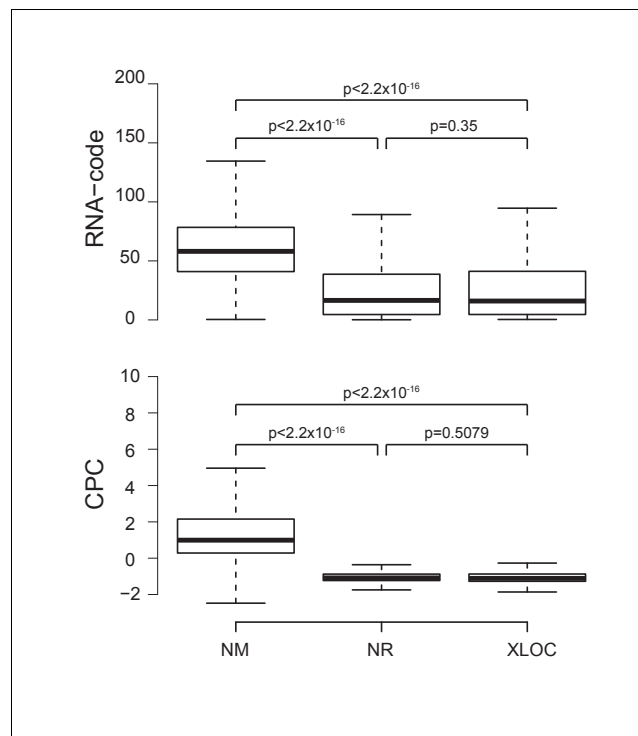 200
p<2.2x10⁻¹⁶
p<2.2x10⁻¹⁶
p=0.35
150
100
50
0
RNA−code
10
p<2.2x10⁻¹⁶
8
p<2.2x10⁻¹⁶
p=0.5079
6
4
2
0
−2
CPC
NM
NR
XLOC